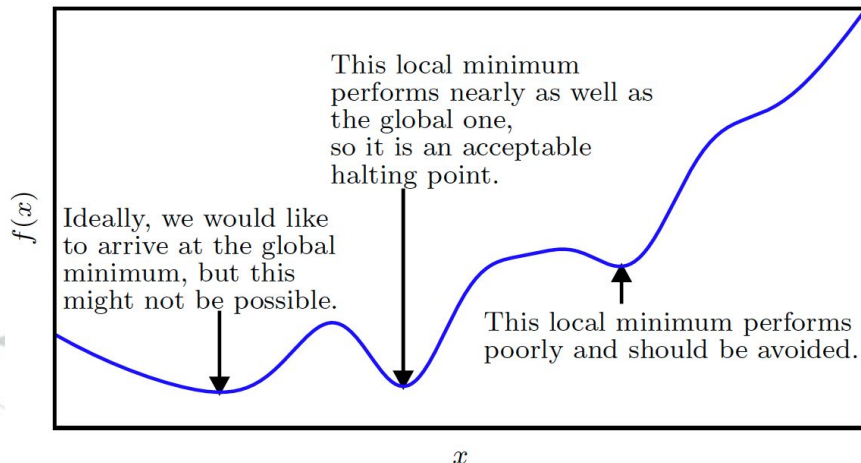 This local minimum
performs nearly as well as
the global one,
so it is an acceptable
halting point.
Ideally, we would like
to arrive at the global
minimum, but this
might not be possible.
This local minimum performs
poorly and should be avoided.
f(x)
x